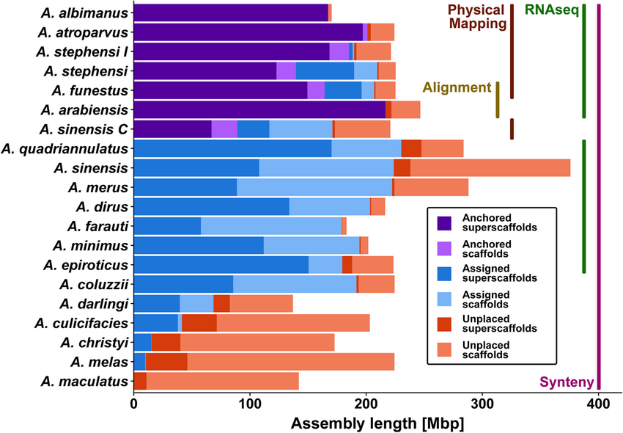 A. albimanus
A. atroparvus
A. stephensi I
A. stephensi
A. funestus
A. arabiensis
A. sinensis C
A. quadriannulatus
A. sinensis
A. merus
A. dirus
A. farauti
A. minimus
A. epiroticus
A. coluzzii
A. darlingi
A. culicifacies
A. christyi
A. melas
A. maculatus
Physical
Mapping
RNAseq
Alignment
Synteny
Anchored
superscaffolds
Anchored
scaffolds
Assigned
superscaffolds
Assigned
scaffolds
Unplaced
superscaffolds
Unplaced
scaffolds
0 100 200 300 400
Assembly length [Mbp]